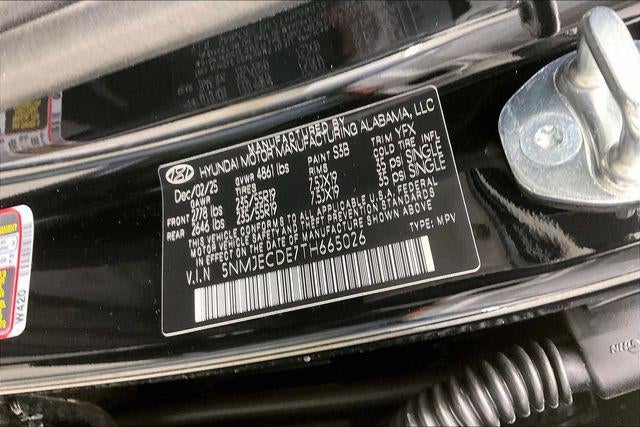 MANUFACTURED BY
HYUNDAI MOTOR MANUFACTURING ALABAMA, LLC
Dec/02/25 GVWR 4861 lbs PAINT S3B TRIM YFX
GAWR TIRES RIMS COLD TIRE INFL
FRONT 2778 lbs 235/55R19 7.5X19 35 PSI SINGLE
REAR 2646 lbs 235/55R19 7.5X19 35 PSI SINGLE
THIS VEHICLE CONFORMS TO ALL APPLICABLE U.S. FEDERAL
MOTOR VEHICLE SAFETY AND THEFT PREVENTION STANDARDS
IN EFFECT ON THE DATE OF MANUFACTURE SHOWN ABOVE
V.I.N 5NMJECDE7TH665026 TYPE: MPV
W420